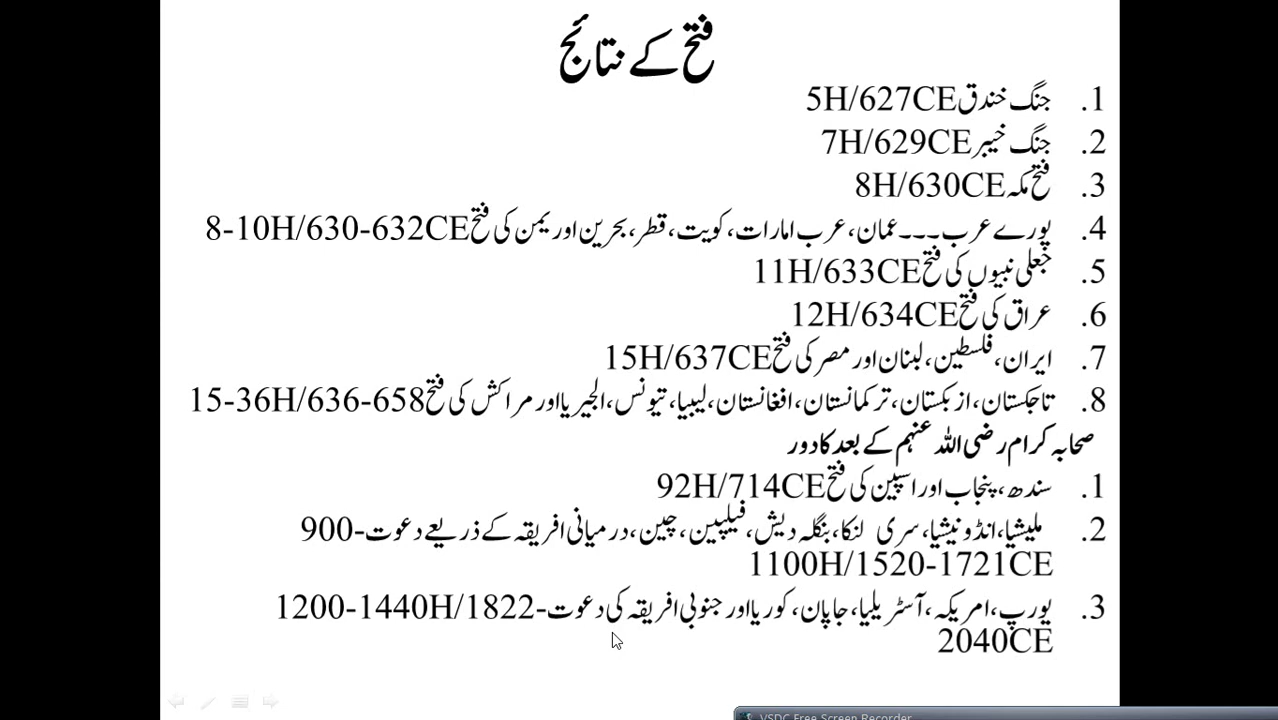 فتح کے نتائج
1. جنگ خندق 5H/627CE
2. جنگ خیبر 7H/629CE
3. فتح مکہ 8H/630CE
4. پورے عرب۔۔۔عمان، عرب امارات، کویت، قطر، بحرین اور یمن کی فتح 8-10H/630-632CE
5. جعلی نبیوں کی فتح 11H/633CE
6. عراق کی فتح 12H/634CE
7. ایران، فلسطین، لبنان اور مصر کی فتح 15H/637CE
8. تاجکستان، ازبکستان، ترکمانستان، افغانستان، لیبیا، تیونس، الجیریا اور مراکش کی فتح 15-36H/636-658CE
صحابہ کرام رضی اللہ عنہم کے بعد کا دور
1. سندھ، پنجاب اور اسپین کی فتح 92H/714CE
2. ملیشیا، انڈونیشیا، سری لنکا، بنگلہ دیش، فیلپین، چین، درمیانی افریقہ کے ذریعے دعوت 900-
1100H/1520-1721CE
3. یورپ، امریکہ، آسٹریلیا، جاپان، کوریا اور جنوبی افریقہ کی دعوت 1200-1440H/1822-
2040CE
VSDC Free Screen Recorder